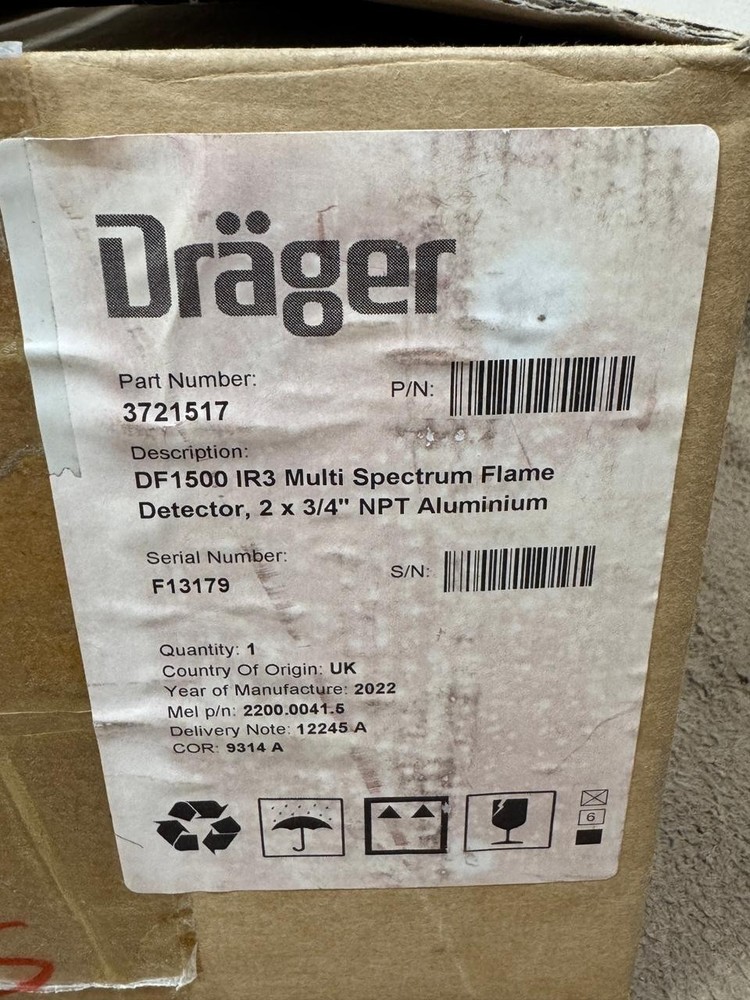 Dräger
Part Number:
3721517
P/N:
Description:
DF1500 IR3 Multi Spectrum Flame
Detector, 2 x 3/4" NPT Aluminium
Serial Number:
F13179
S/N:
Quantity: 1
Country Of Origin: UK
Year of Manufacture: 2022
Mel p/n: 2200.0041.5
Delivery Note: 12245 A
COR: 9314 A
6